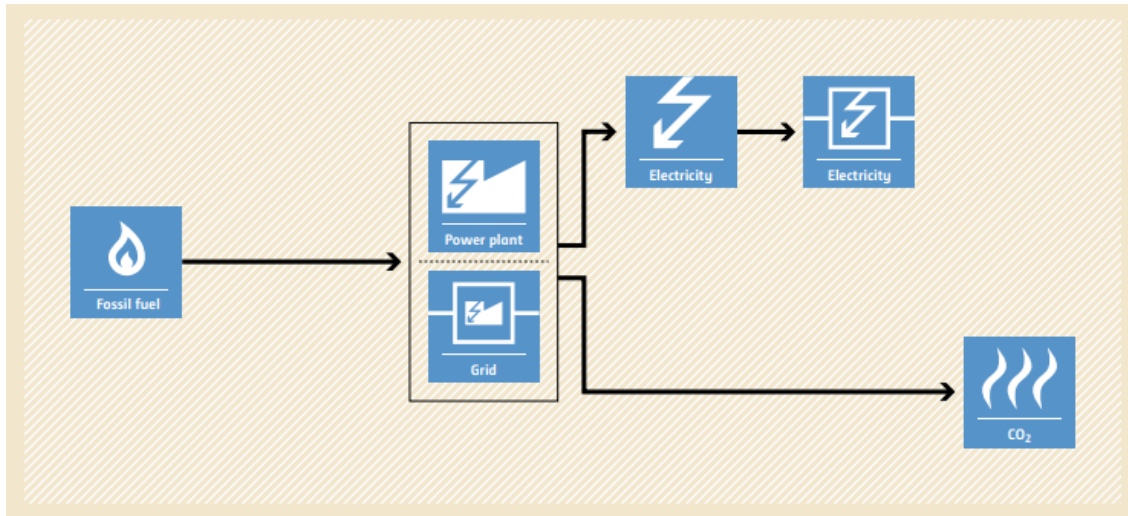 Fossil fuel
Power plant
Grid
Electricity
Electricity
CO₂